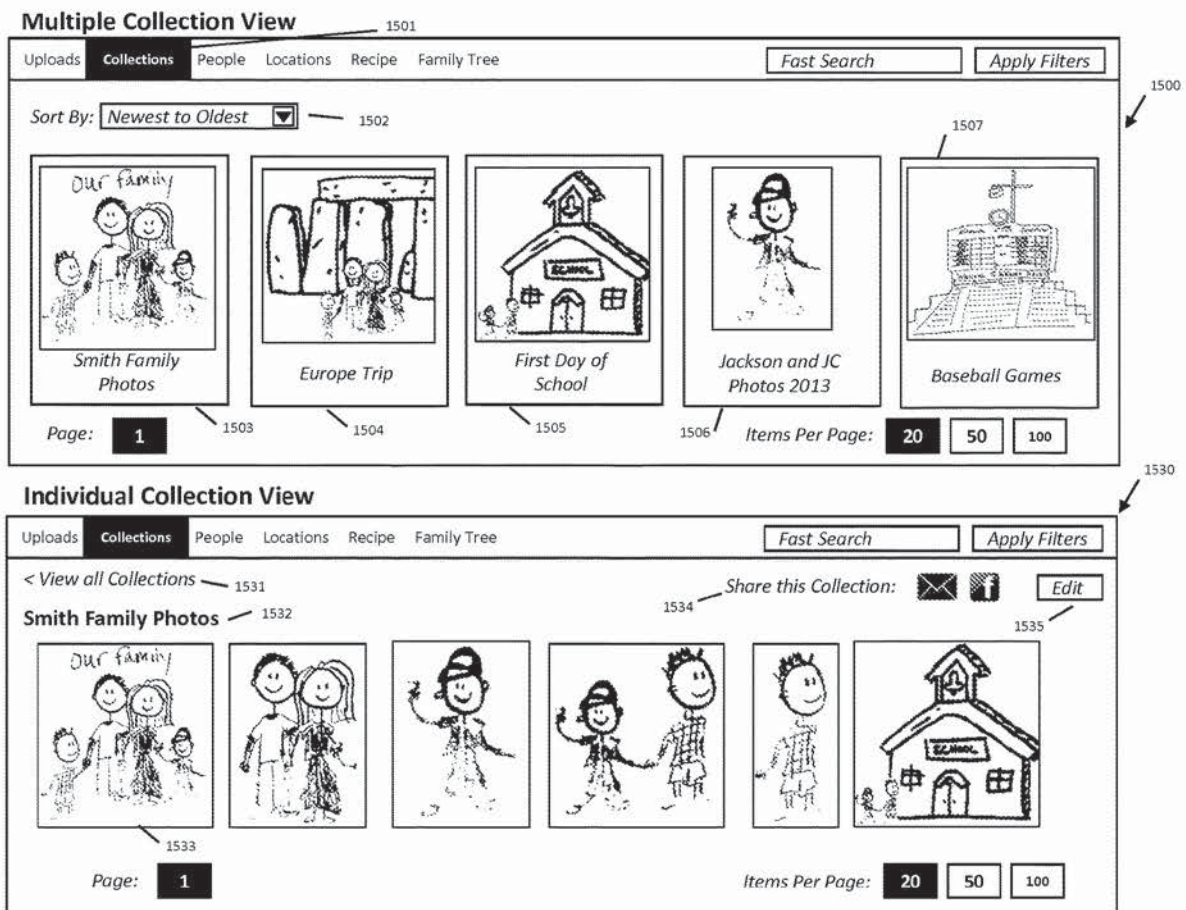 Multiple Collection View
1501
Uploads Collections People Locations Recipe Family Tree Fast Search Apply Filters
1500
Sort By: Newest to Oldest 1502
1507
our family
SCHOOL
Smith Family
Photos
Europe Trip
First Day of
School
Jackson and JC
Photos 2013
Baseball Games
1503 1504 1505 1506
Page: 1 Items Per Page: 20 50 100
1530
Individual Collection View
Uploads Collections People Locations Recipe Family Tree Fast Search Apply Filters
< View all Collections 1531 1534 Share this Collection: f Edit
Smith Family Photos 1532 1535
our family
SCHOOL
1533
Page: 1 Items Per Page: 20 50 100